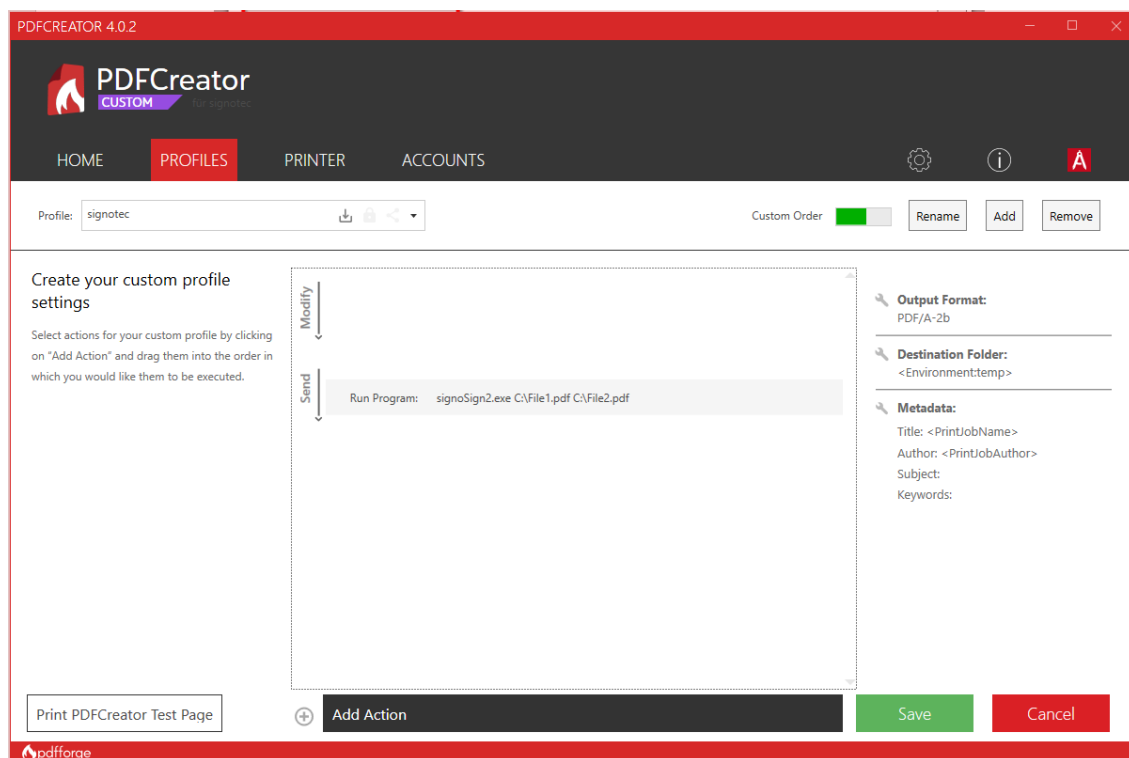 PDFCREATOR 4.0.2
PDFCreator
CUSTOM für signotec
HOME PROFILES PRINTER ACCOUNTS
Profile: signotec Custom Order Rename Add Remove
Create your custom profile
settings
Select actions for your custom profile by clicking
on "Add Action" and drag them into the order in
which you would like them to be executed.
Modify
Send
Run Program: signoSign2.exe C:\File1.pdf C:\File2.pdf
Output Format:
PDF/A-2b
Destination Folder:
<Environment:temp>
Metadata:
Title: <PrintJobName>
Author: <PrintJobAuthor>
Subject:
Keywords:
Print PDFCreator Test Page Add Action Save Cancel
pdfforge